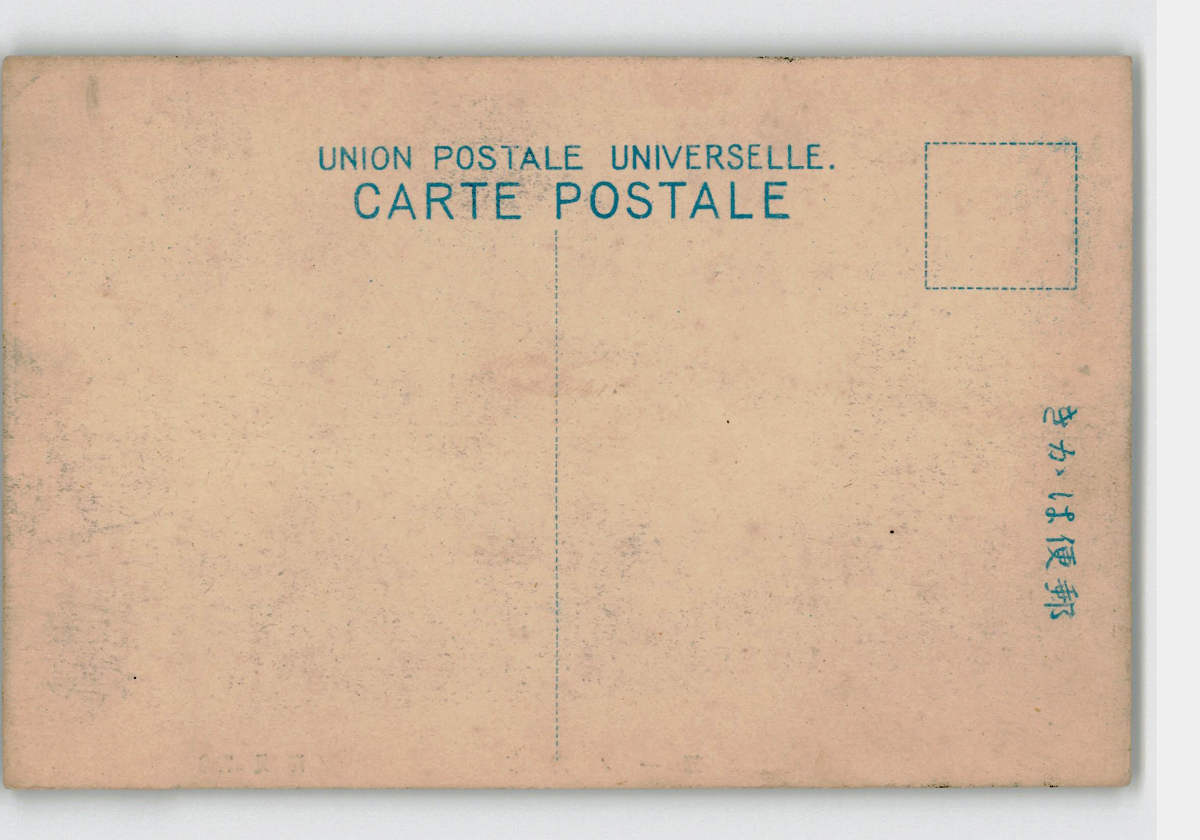 UNION POSTALE UNIVERSELLE.
CARTE POSTALE
きかは便郵